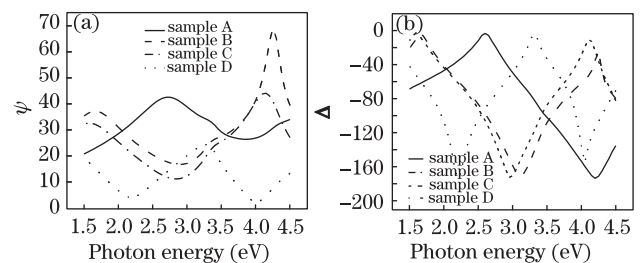 (a)
sample A
sample B
sample C
sample D
70
60
50
40
30
20
10
0
ψ
1.5 2.0 2.5 3.0 3.5 4.0 4.5
Photon energy (eV)
(b)
0
−40
−80
−120
−160
−200
Δ
sample A
sample B
sample C
sample D
1.5 2.0 2.5 3.0 3.5 4.0 4.5
Photon energy (eV)